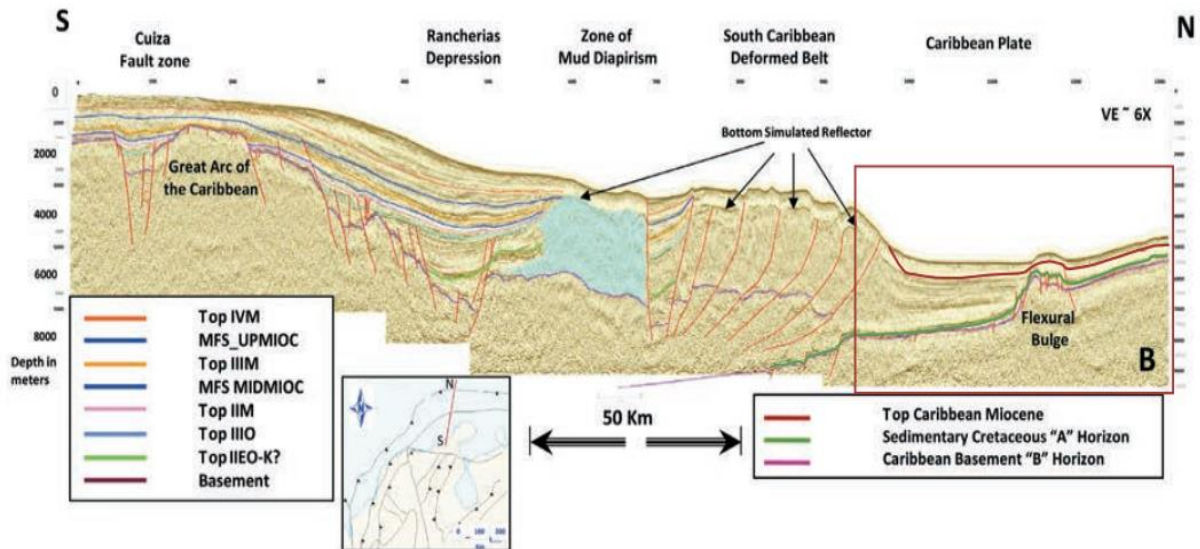 S
N
Cuiza
Fault zone
Rancherias
Depression
Zone of
Mud Diapirism
South Caribbean
Deformed Belt
Caribbean Plate
VE ~ 6X
Bottom Simulated Reflector
Great Arc of
the Caribbean
Flexural
Bulge
B
0
2000
4000
6000
8000
Depth in
meters
Top IVM
MFS_UPMIOC
Top IIIM
MFS MIDMIOC
Top IIM
Top IIIO
Top IIEO-K?
Basement
N
S
50 Km
Top Caribbean Miocene
Sedimentary Cretaceous “A” Horizon
Caribbean Basement “B” Horizon